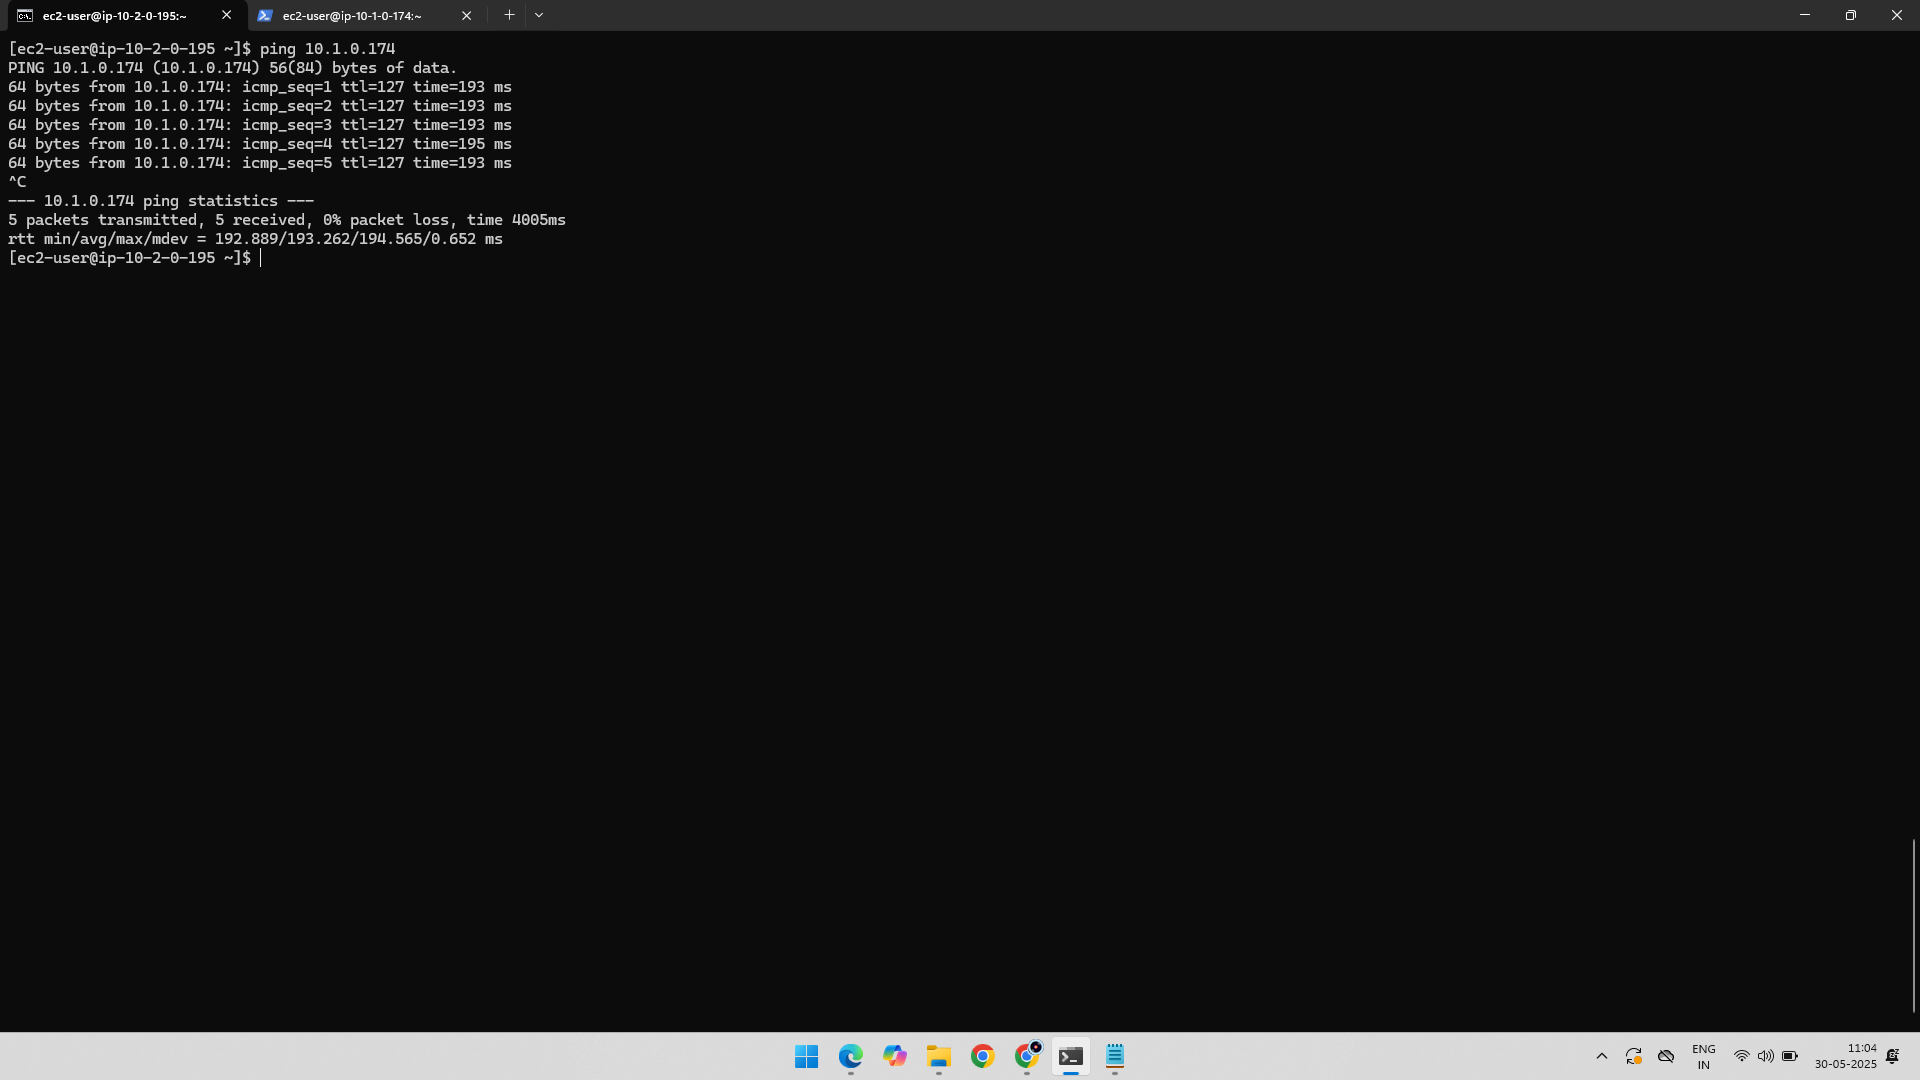 ec2-user@ip-10-2-0-195:~
ec2-user@ip-10-1-0-174:~
[ec2-user@ip-10-2-0-195 ~]$ ping 10.1.0.174
PING 10.1.0.174 (10.1.0.174) 56(84) bytes of data.
64 bytes from 10.1.0.174: icmp_seq=1 ttl=127 time=193 ms
64 bytes from 10.1.0.174: icmp_seq=2 ttl=127 time=193 ms
64 bytes from 10.1.0.174: icmp_seq=3 ttl=127 time=193 ms
64 bytes from 10.1.0.174: icmp_seq=4 ttl=127 time=195 ms
64 bytes from 10.1.0.174: icmp_seq=5 ttl=127 time=193 ms
^C
--- 10.1.0.174 ping statistics ---
5 packets transmitted, 5 received, 0% packet loss, time 4005ms
rtt min/avg/max/mdev = 192.889/193.262/194.565/0.652 ms
[ec2-user@ip-10-2-0-195 ~]$
ENG
IN
11:04
30-05-2025